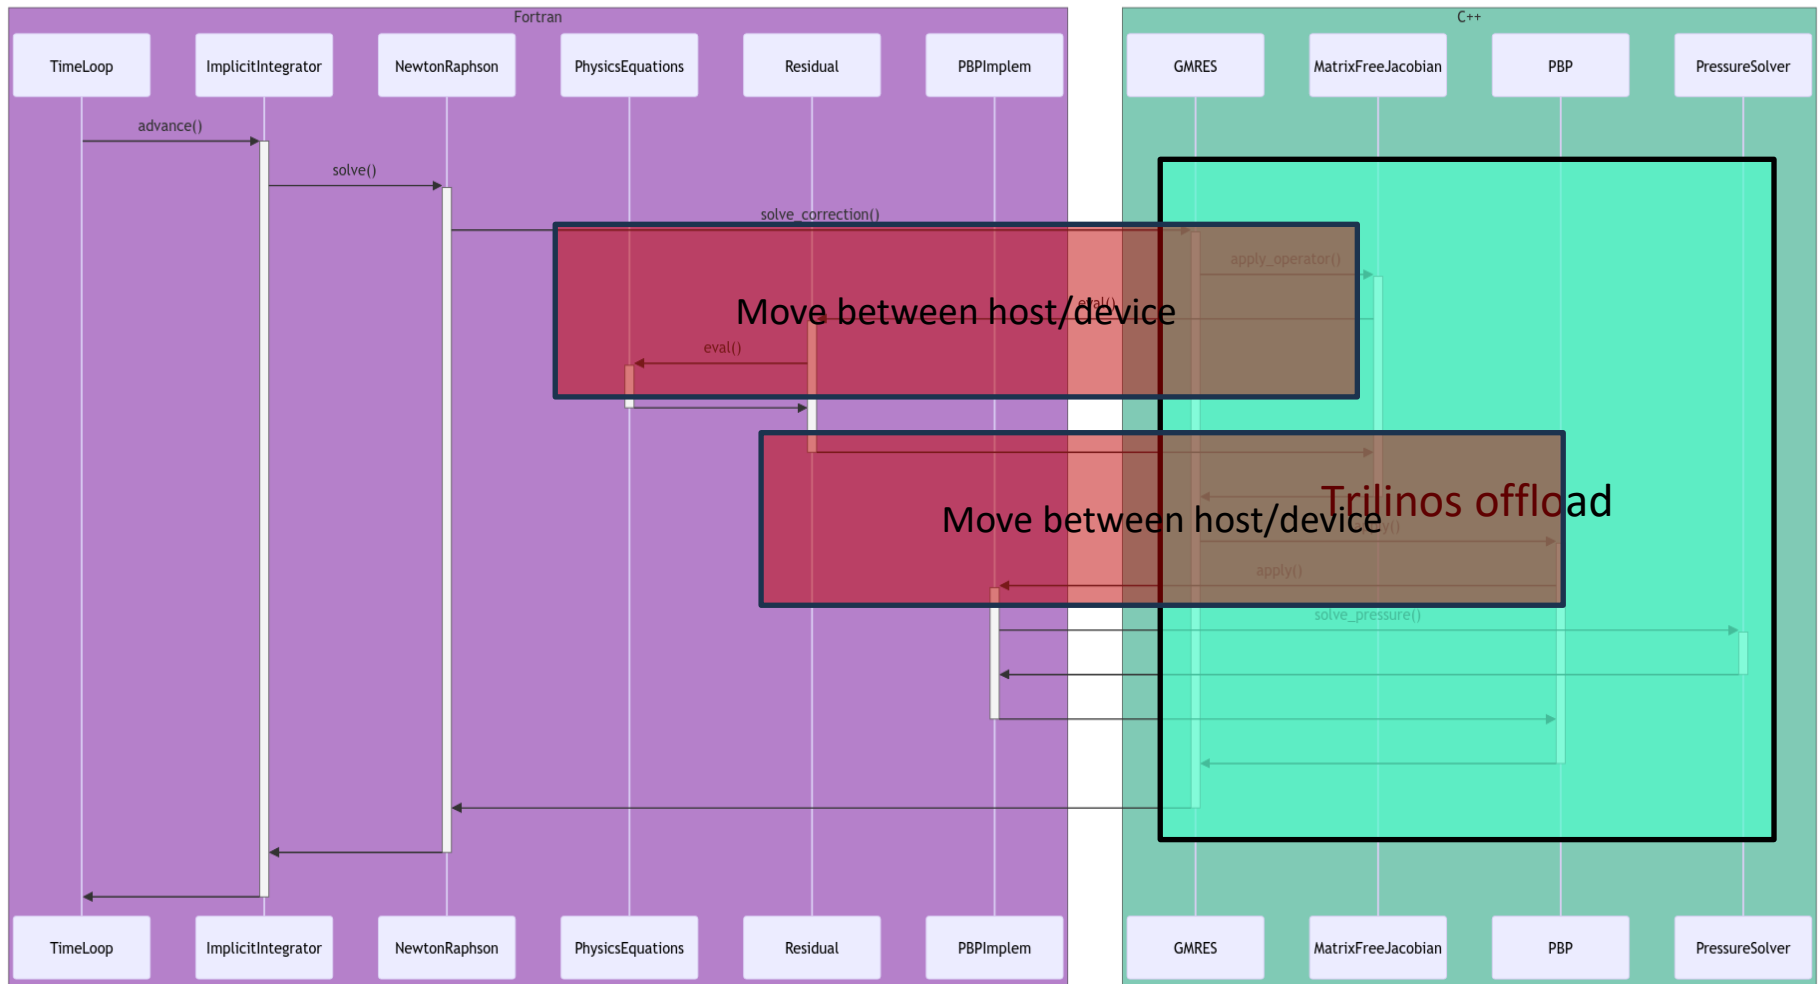 Fortran
C++
TimeLoop
ImplicitIntegrator
NewtonRaphson
PhysicsEquations
Residual
PBPImplem
GMRES
MatrixFreeJacobian
PBP
PressureSolver
advance()
solve()
solve_correction()
apply_operator()
eval()
Move between host/device
eval()
Trilinos offload
Move between host/device
apply()
solve_pressure()
TimeLoop
ImplicitIntegrator
NewtonRaphson
PhysicsEquations
Residual
PBPImplem
GMRES
MatrixFreeJacobian
PBP
PressureSolver